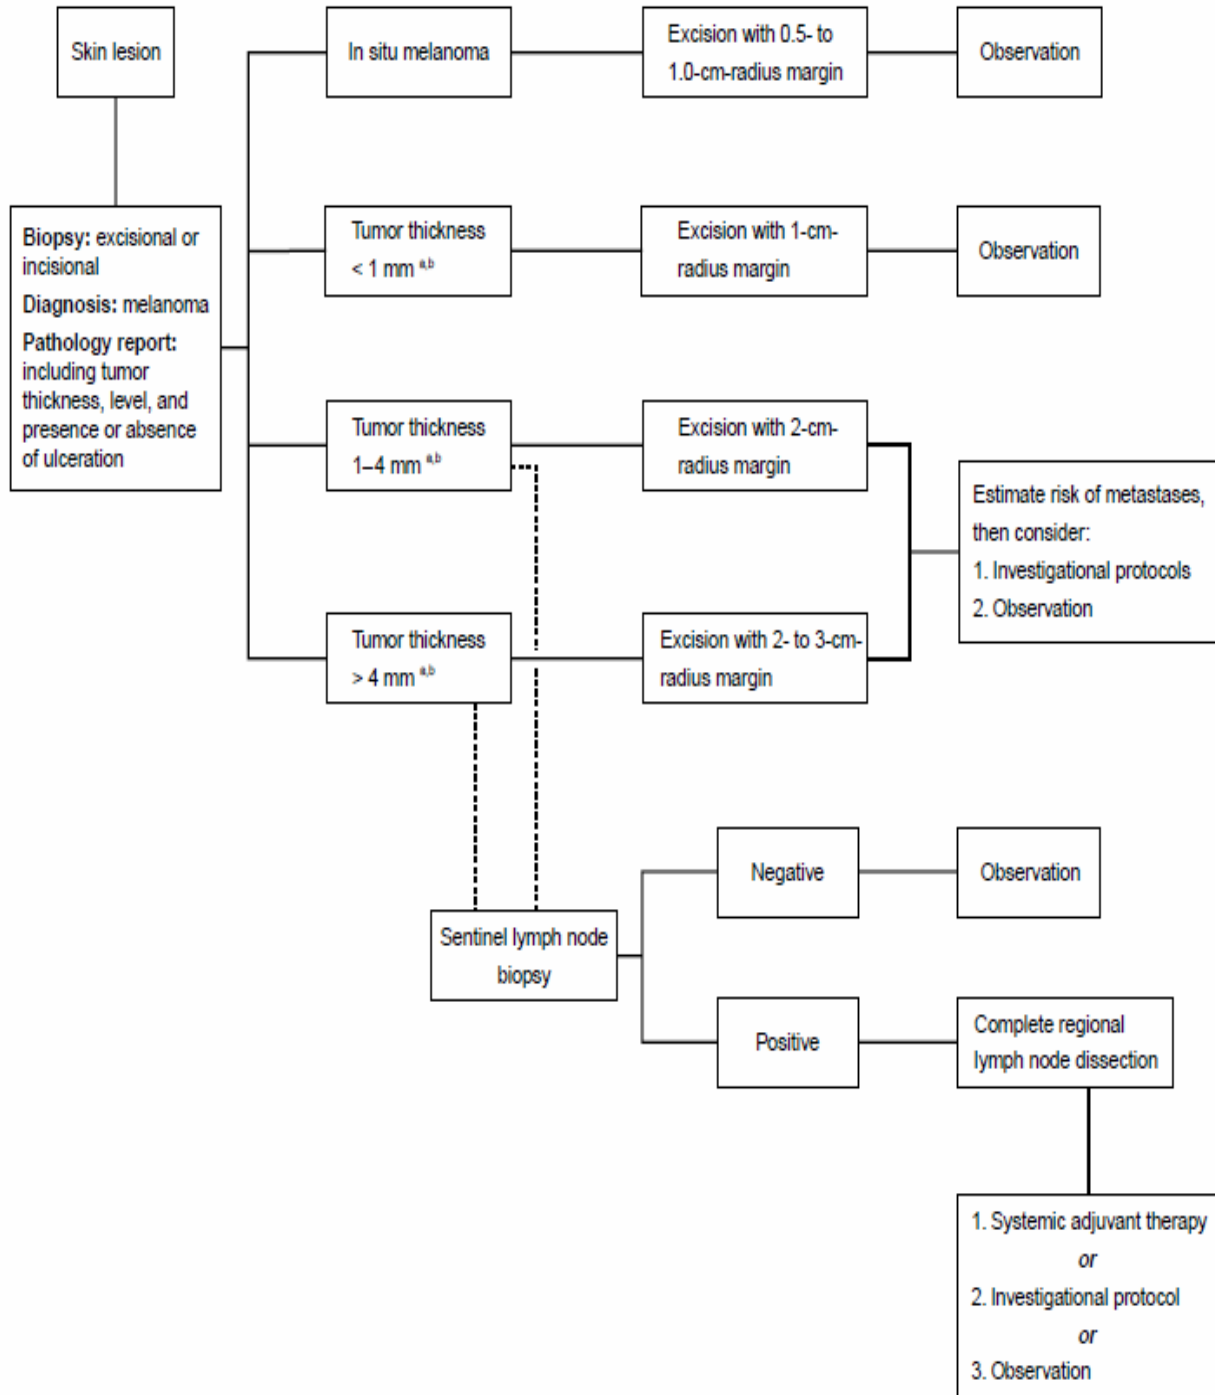 Skin lesion
Biopsy: excisional or
incisional
Diagnosis: melanoma
Pathology report:
including tumor
thickness, level, and
presence or absence
of ulceration
In situ melanoma
Excision with 0.5- to
1.0-cm-radius margin
Observation
Tumor thickness
< 1 mm a,b
Excision with 1-cm-
radius margin
Observation
Tumor thickness
1–4 mm a,b
Excision with 2-cm-
radius margin
Tumor thickness
> 4 mm a,b
Excision with 2- to 3-cm-
radius margin
Estimate risk of metastases,
then consider:
1. Investigational protocols
2. Observation
Sentinel lymph node
biopsy
Negative
Observation
Positive
Complete regional
lymph node dissection
1. Systemic adjuvant therapy
or
2. Investigational protocol
or
3. Observation